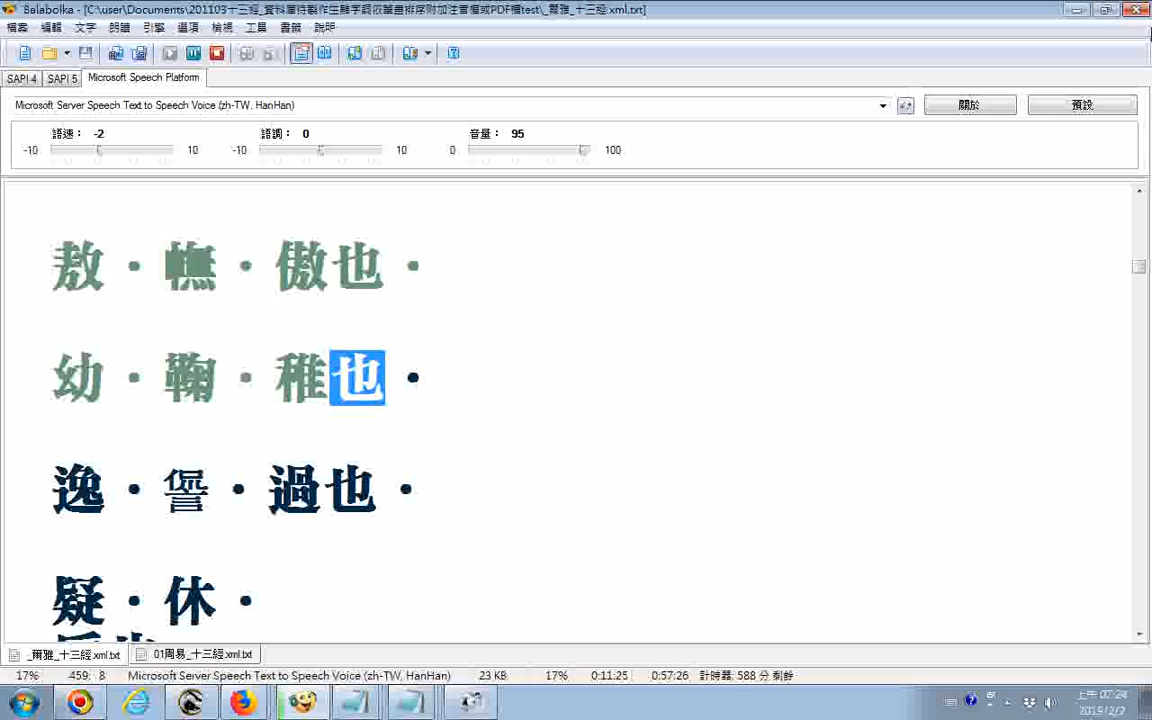 Balabolka - [C:\user\Documents\201103十三經_資料庫待製作生難字詞依筆畫排序附加注音檔或PDF檔test\_爾雅_十三經.xml.txt]
檔案 編輯 文字 朗讀 引擎 選項 檢視 工具 書籤 說明
SAPI 4 SAPI 5 Microsoft Speech Platform
Microsoft Server Speech Text to Speech Voice (zh-TW, HanHan) 關於 預設
語速： -2 語調： 0 音量： 95
-10 10 -10 10 0 100
敖・幠・傲也・
幼・鞠・稚也・
逸・諐・過也・
疑・休・
_爾雅_十三經.xml.txt 01周易_十三經.xml.txt
17% 459: 8 Microsoft Server Speech Text to Speech Voice (zh-TW, HanHan) 23 KB 17% 0:11:25 0:57:26 計時器: 588 分 剩餘
上午 07:24
2019/2/7